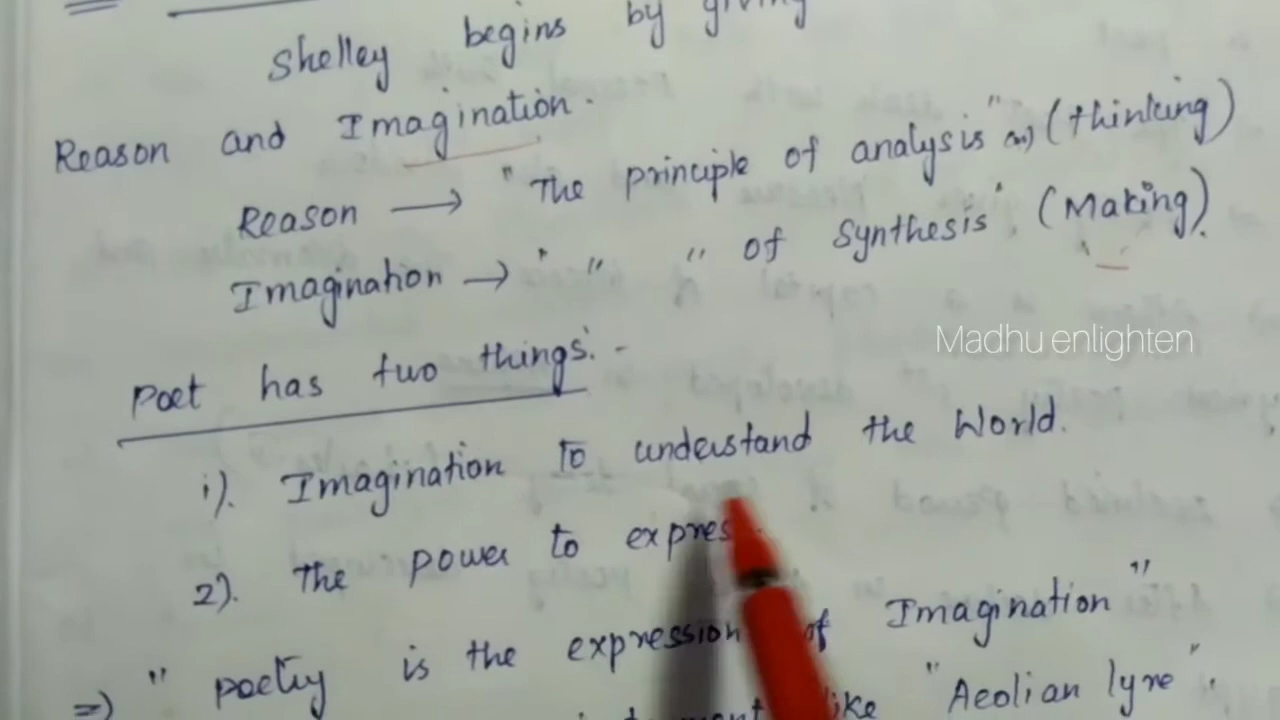 Shelley begins by giving
Reason and Imagination.
Reason → "The principle of analysis" (thinking)
Imagination → " " " of Synthesis" (Making).
Poet has two things:-
i). Imagination to understand the World.
2). The power to expres
⇒ " poetry is the expression of Imagination"
like "Aeolian lyre".
Madhu enlighten